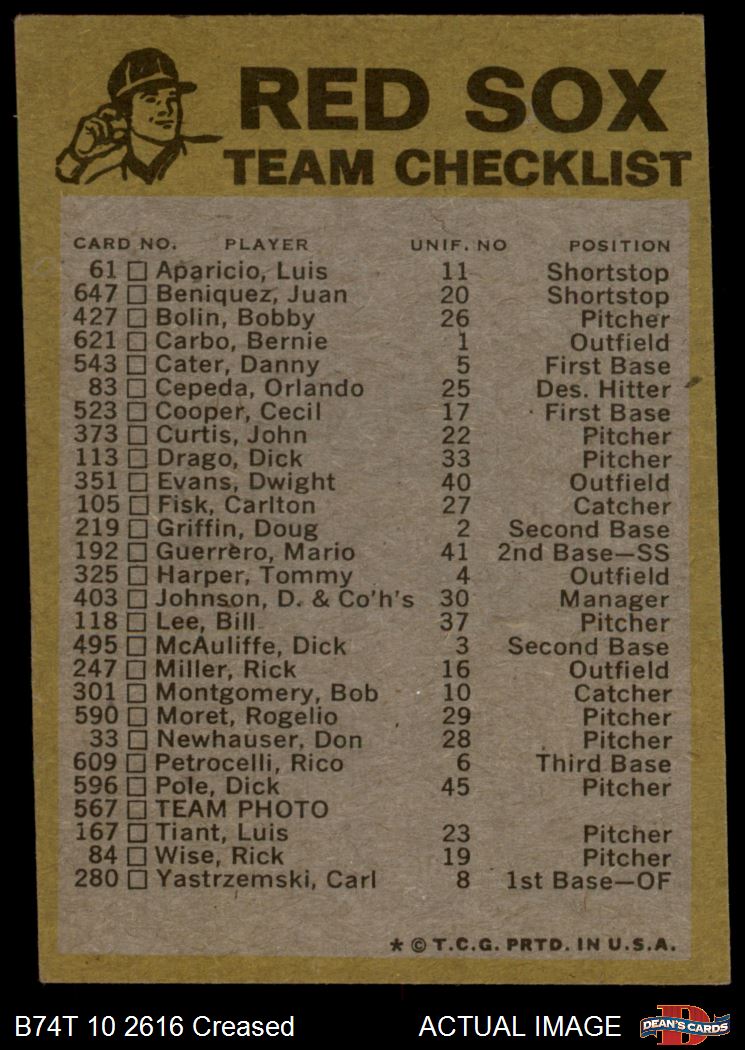 RED SOX
TEAM CHECKLIST
CARD NO. PLAYER UNIF. NO POSITION
61 Aparicio, Luis 11 Shortstop
647 Beniquez, Juan 20 Shortstop
427 Bolin, Bobby 26 Pitcher
621 Carbo, Bernie 1 Outfield
543 Cater, Danny 5 First Base
83 Cepeda, Orlando 25 Des. Hitter
523 Cooper, Cecil 17 First Base
373 Curtis, John 22 Pitcher
113 Drago, Dick 33 Pitcher
351 Evans, Dwight 40 Outfield
105 Fisk, Carlton 27 Catcher
219 Griffin, Doug 2 Second Base
192 Guerrero, Mario 41 2nd Base—SS
325 Harper, Tommy 4 Outfield
403 Johnson, D. & Co'h's 30 Manager
118 Lee, Bill 37 Pitcher
495 McAuliffe, Dick 3 Second Base
247 Miller, Rick 16 Outfield
301 Montgomery, Bob 10 Catcher
590 Moret, Rogelio 29 Pitcher
33 Newhauser, Don 28 Pitcher
609 Petrocelli, Rico 6 Third Base
596 Pole, Dick 45 Pitcher
567 TEAM PHOTO
167 Tiant, Luis 23 Pitcher
84 Wise, Rick 19 Pitcher
280 Yastrzemski, Carl 8 1st Base—OF
* © T.C.G. PRTD. IN U.S.A.
B74T 10 2616 Creased ACTUAL IMAGE
D
DEAN'S CARDS